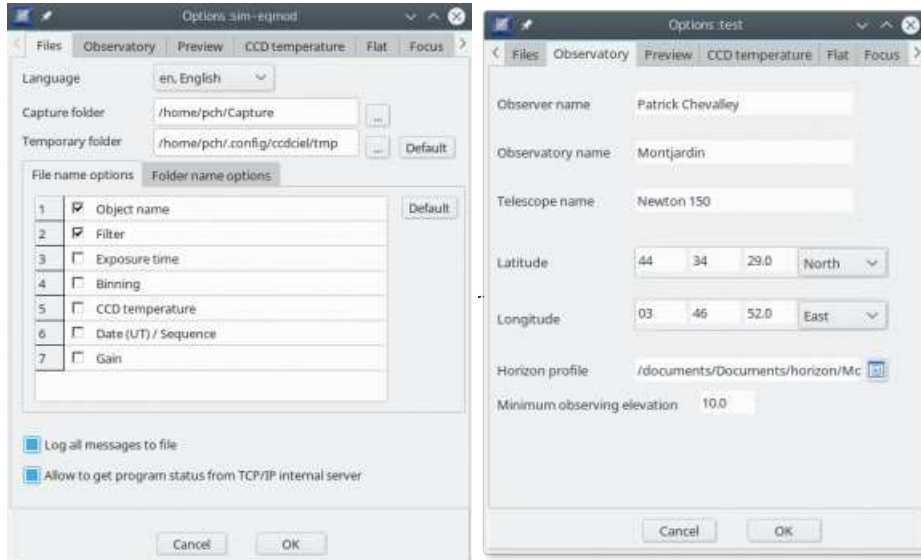 Options :sim-eqmod
Files Observatory Preview CCD temperature Flat Focus
Language en, English
Capture folder /home/pch/Capture ...
Temporary folder /home/pch/.config/ccdciel/tmp ... Default
File name options Folder name options
1 Object name Default
2 Filter
3 Exposure time
4 Binning
5 CCD temperature
6 Date (UT) / Sequence
7 Gain
Log all messages to file
Allow to get program status from TCP/IP internal server
Cancel OK
Options :test
Files Observatory Preview CCD temperature Flat Focus
Observer name Patrick Chevalley
Observatory name Montjardin
Telescope name Newton 150
Latitude 44 34 29.0 North
Longitude 03 46 52.0 East
Horizon profile /documents/Documents/horizon/Mc
Minimum observing elevation 10.0
Cancel OK